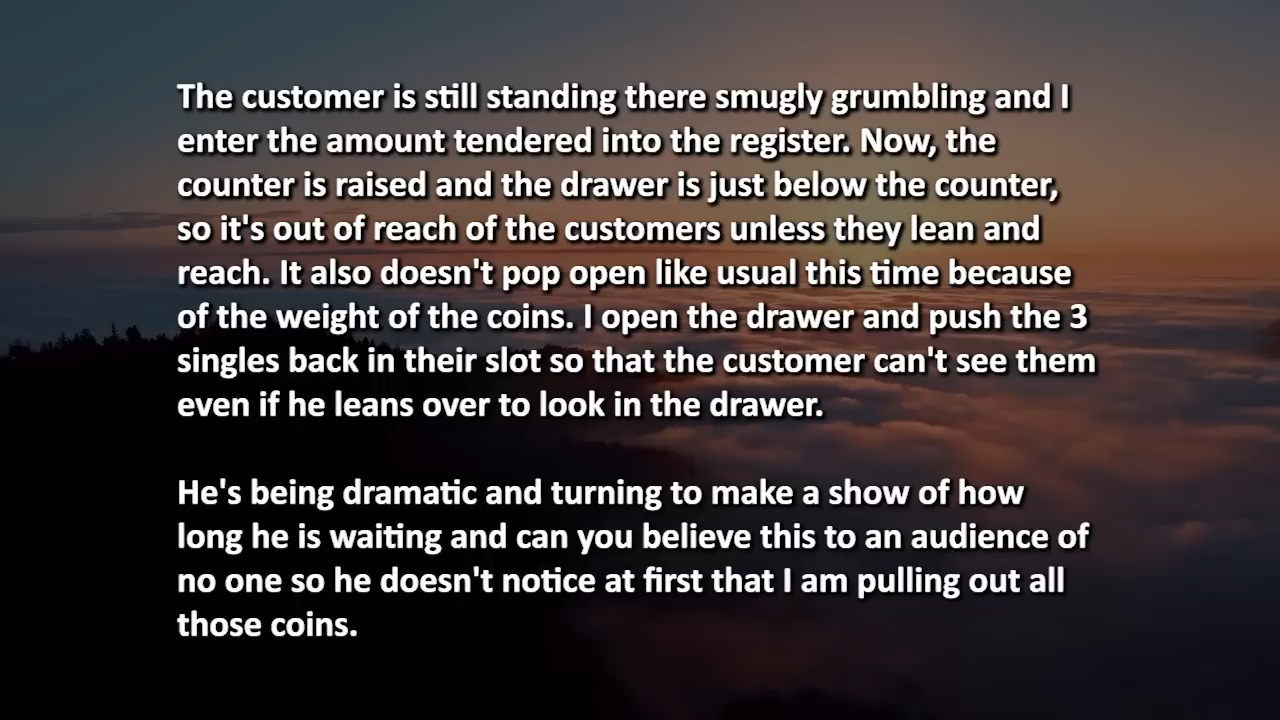 The customer is still standing there smugly grumbling and I
enter the amount tendered into the register. Now, the
counter is raised and the drawer is just below the counter,
so it's out of reach of the customers unless they lean and
reach. It also doesn't pop open like usual this time because
of the weight of the coins. I open the drawer and push the 3
singles back in their slot so that the customer can't see them
even if he leans over to look in the drawer.
He's being dramatic and turning to make a show of how
long he is waiting and can you believe this to an audience of
no one so he doesn't notice at first that I am pulling out all
those coins.